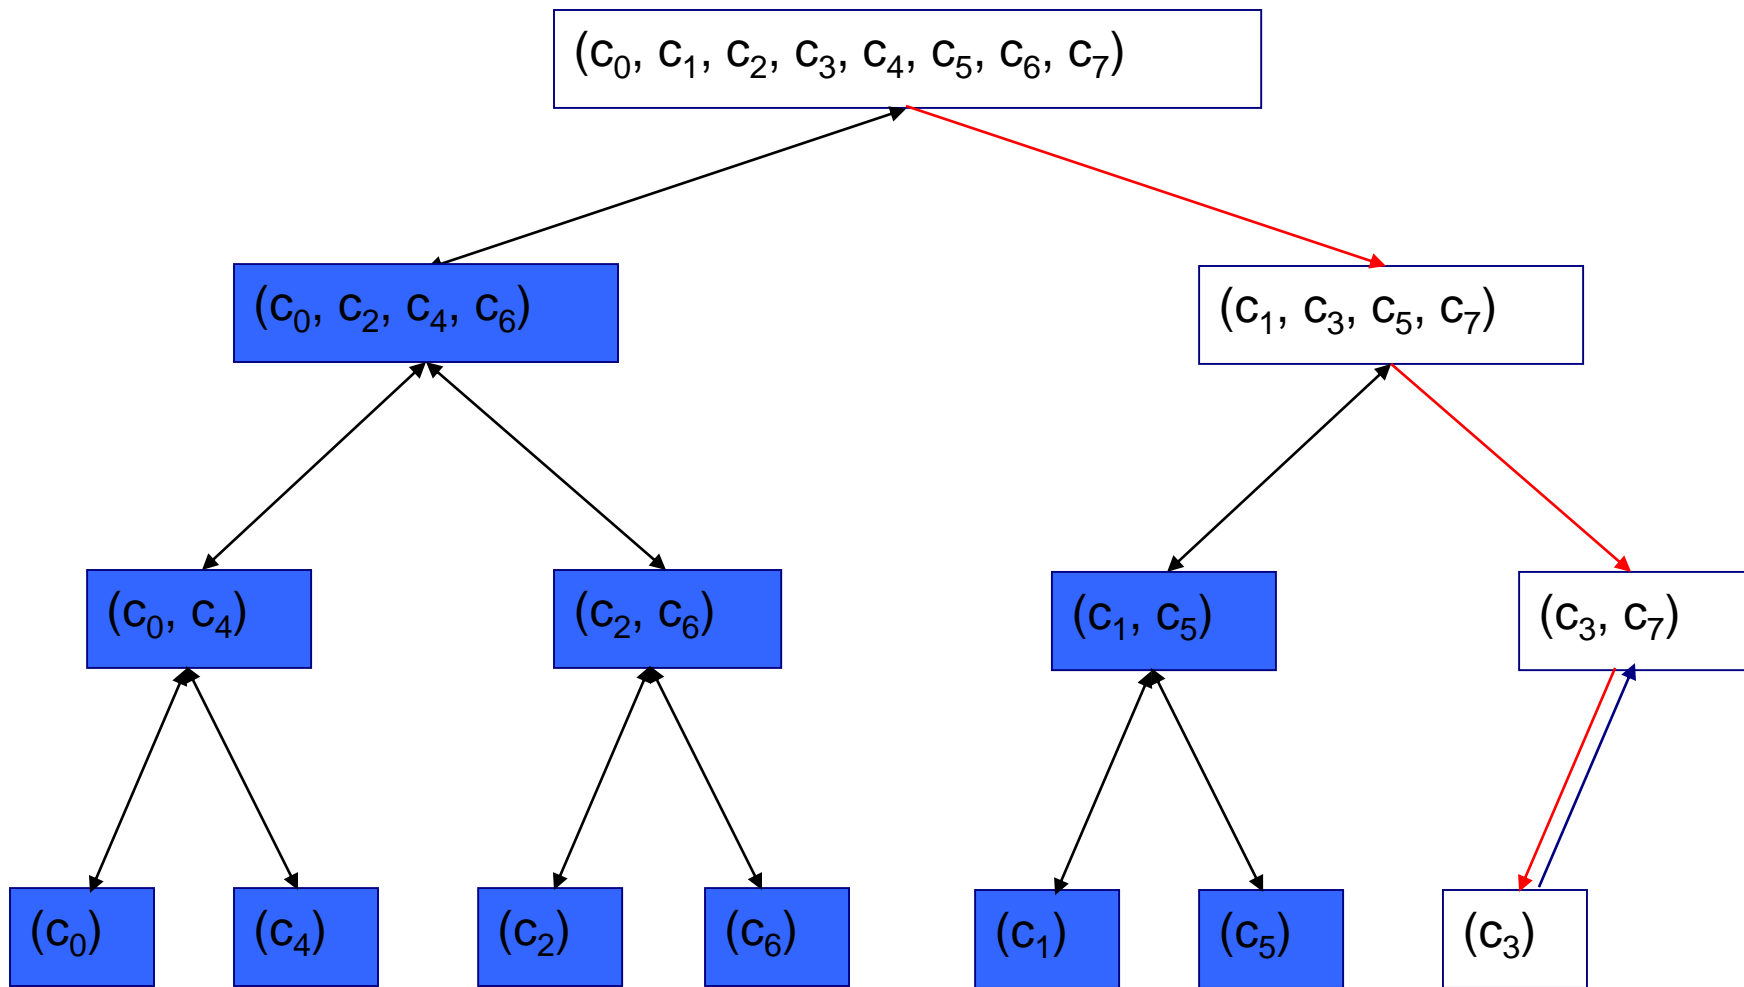 (c₀, c₁, c₂, c₃, c₄, c₅, c₆, c₇)
(c₀, c₂, c₄, c₆)
(c₁, c₃, c₅, c₇)
(c₀, c₄)
(c₂, c₆)
(c₁, c₅)
(c₃, c₇)
(c₀)
(c₄)
(c₂)
(c₆)
(c₁)
(c₅)
(c₃)